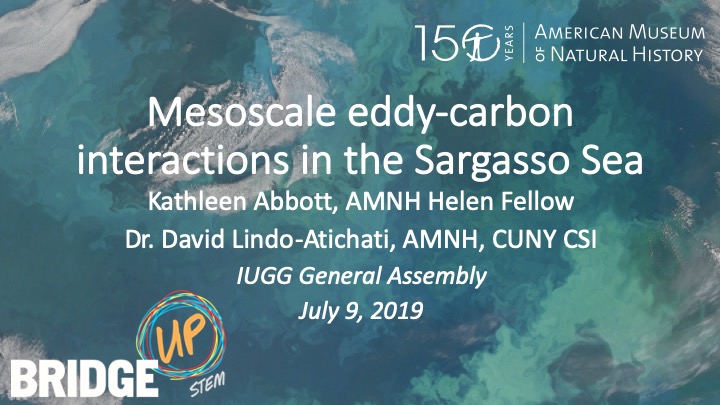 150 YEARS
AMERICAN MUSEUM
OF NATURAL HISTORY
Mesoscale eddy-carbon
interactions in the Sargasso Sea
Kathleen Abbott, AMNH Helen Fellow
Dr. David Lindo-Atichati, AMNH, CUNY CSI
IUGG General Assembly
July 9, 2019
UP
BRIDGE
STEM